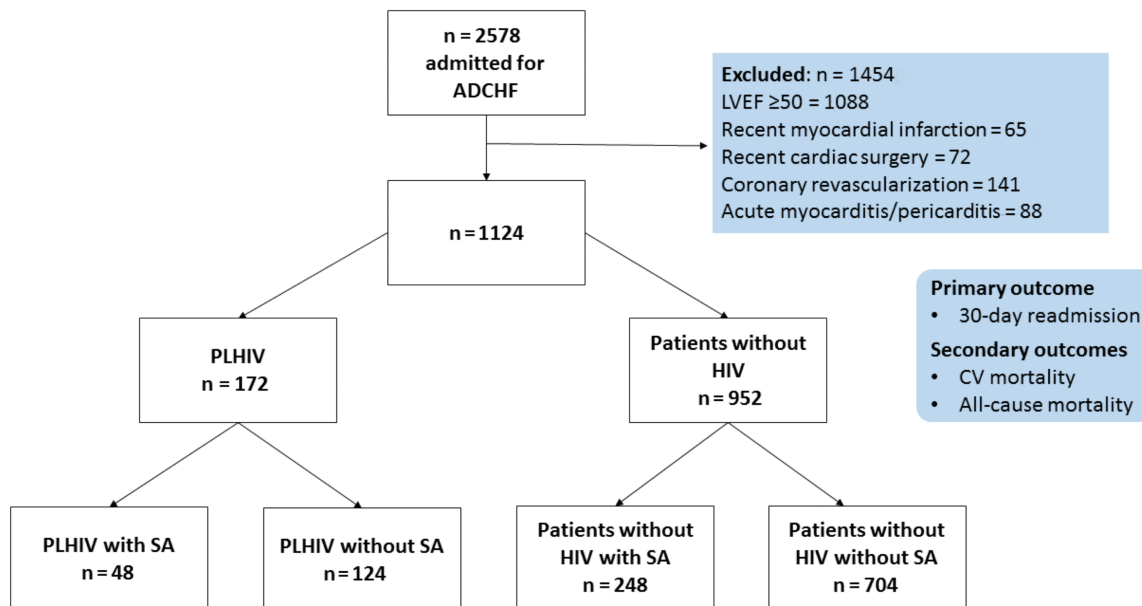 n = 2578
admitted for
ADCHF
Excluded: n = 1454
LVEF ≥50 = 1088
Recent myocardial infarction = 65
Recent cardiac surgery = 72
Coronary revascularization = 141
Acute myocarditis/pericarditis = 88
n = 1124
Primary outcome
• 30-day readmission
Secondary outcomes
• CV mortality
• All-cause mortality
PLHIV
n = 172
Patients without
HIV
n = 952
PLHIV with SA
n = 48
PLHIV without SA
n = 124
Patients without
HIV with SA
n = 248
Patients without
HIV without SA
n = 704